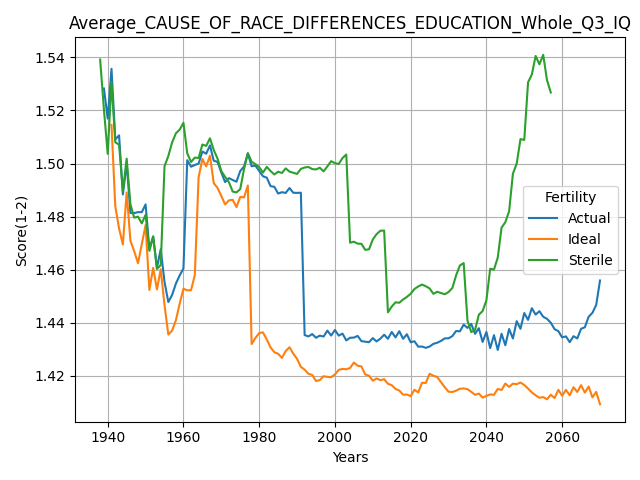 Average_CAUSE_OF_RACE_DIFFERENCES_EDUCATION_Whole_Q3_IQ
1.54
1.52
1.50
1.48
1.46
1.44
1.42
Score(1-2)
Fertility
Actual
Ideal
Sterile
1940
1960
1980
2000
2020
2040
2060
Years